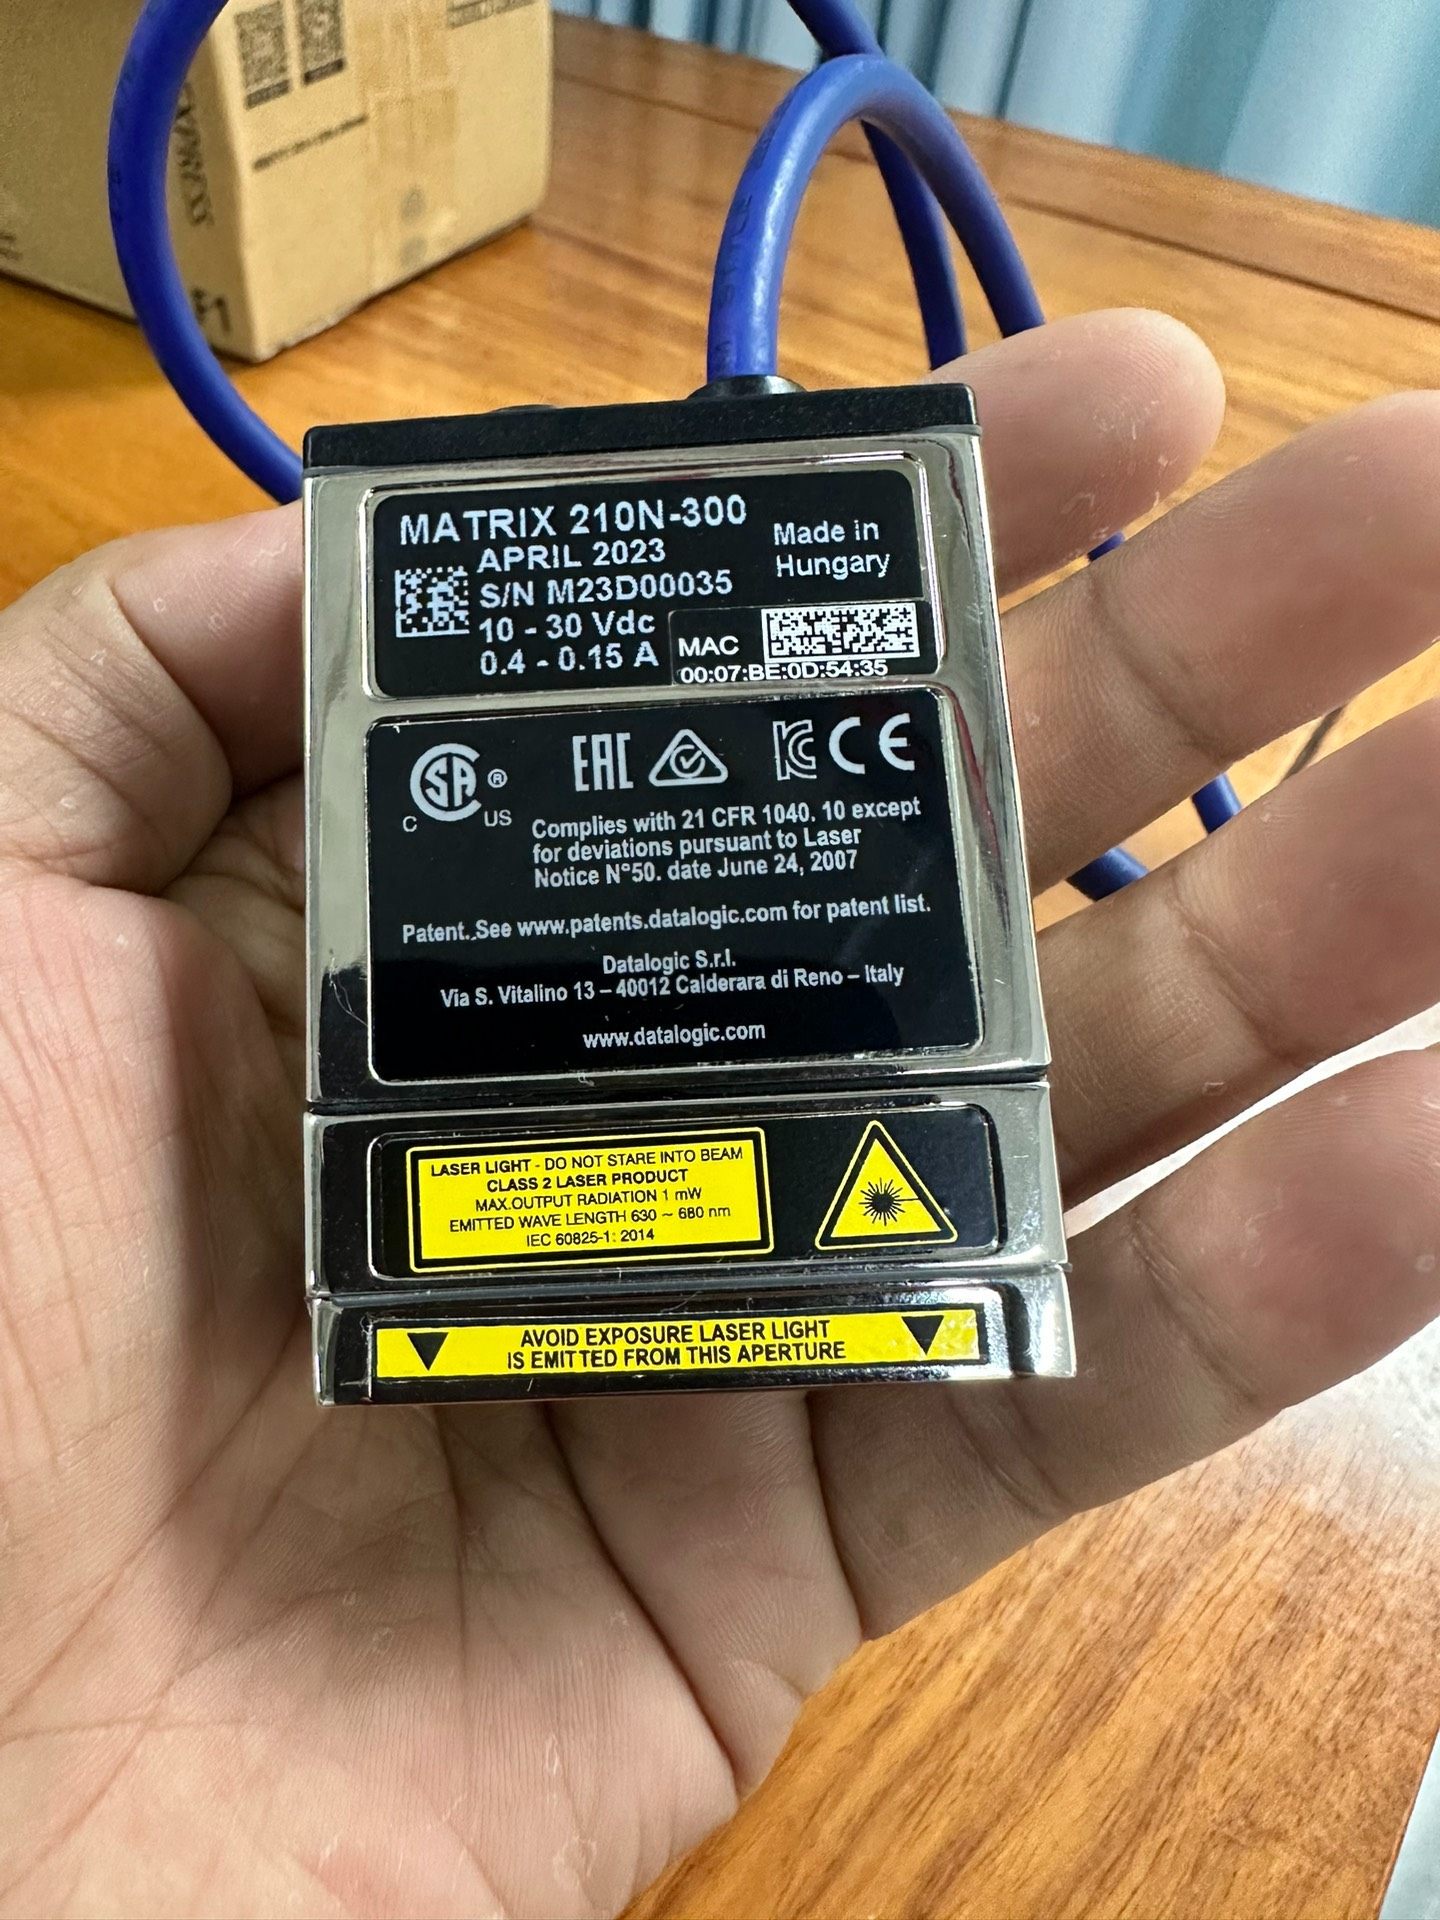 MATRIX 210N-300
APRIL 2023
S/N M23D00035
10 - 30 Vdc
0.4 - 0.15 A
Made in
Hungary
MAC
00:07:BE:0D:54:35
CSA
®
C US
EAC
KC CE
Complies with 21 CFR 1040. 10 except
for deviations pursuant to Laser
Notice N°50. date June 24, 2007
Patent. See www.patents.datalogic.com for patent list.
Datalogic S.r.l.
Via S. Vitalino 13 – 40012 Calderara di Reno – Italy
www.datalogic.com
LASER LIGHT - DO NOT STARE INTO BEAM
CLASS 2 LASER PRODUCT
MAX.OUTPUT RADIATION 1 mW
EMITTED WAVE LENGTH 630 ~ 680 nm
IEC 60825-1: 2014
AVOID EXPOSURE LASER LIGHT
IS EMITTED FROM THIS APERTURE